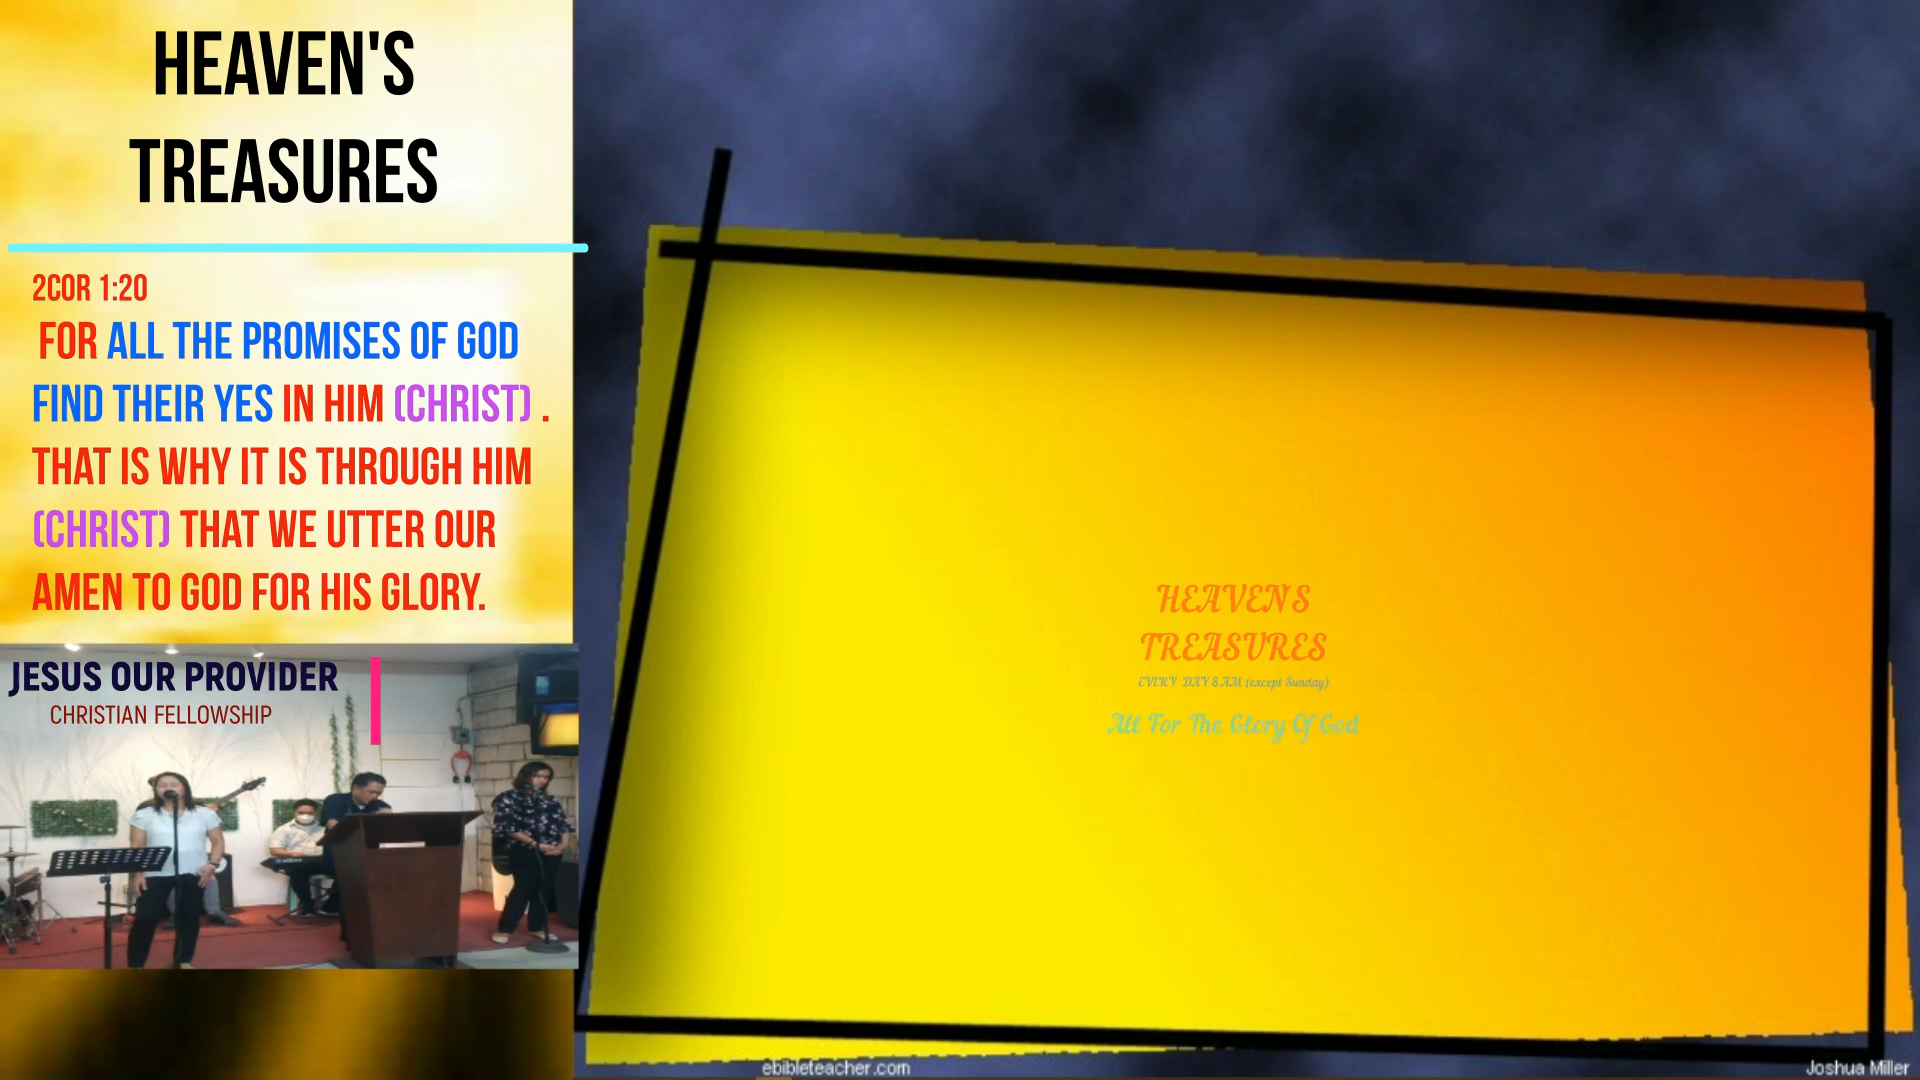 HEAVEN'S
TREASURES
2COR 1:20
FOR ALL THE PROMISES OF GOD
FIND THEIR YES IN HIM (CHRIST) .
THAT IS WHY IT IS THROUGH HIM
(CHRIST) THAT WE UTTER OUR
AMEN TO GOD FOR HIS GLORY.
JESUS OUR PROVIDER
CHRISTIAN FELLOWSHIP
HEAVEN'S
TREASURES
EVERY DAY 8 AM (except Sunday)
All For The Glory Of God
ebibleteacher.com
Joshua Miller